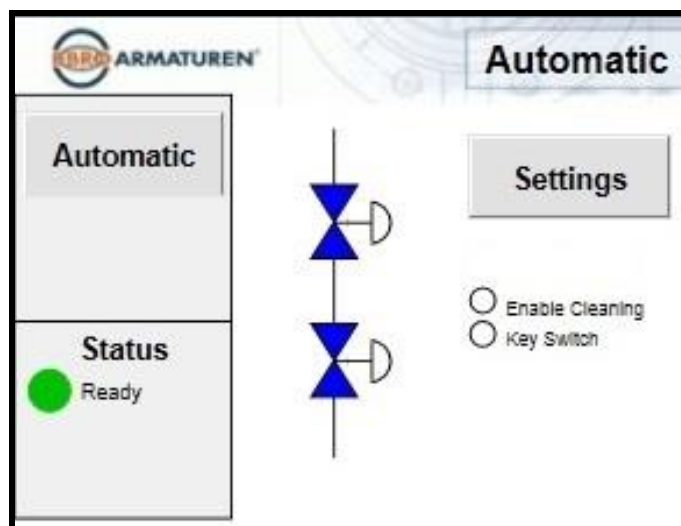 EBRO ARMATUREN®
Automatic
Automatic
Settings
Enable Cleaning
Key Switch
Status
Ready